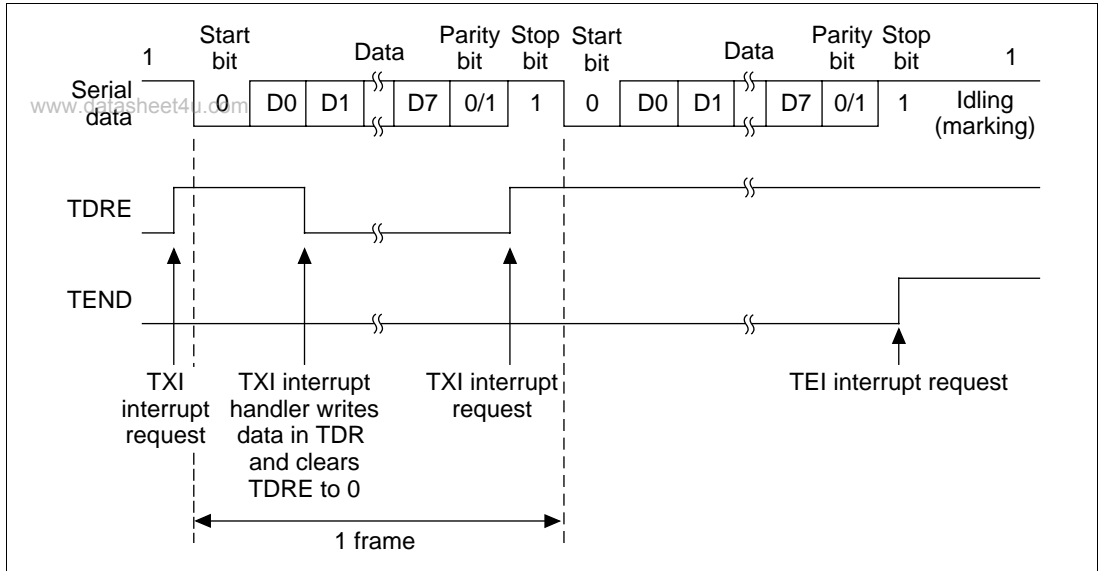 1 Start bit Data Parity bit Stop bit Start bit Data Parity bit Stop bit 1
Serial data 0 D0 D1 D7 0/1 1 0 D0 D1 D7 0/1 1 Idling (marking)
www.datasheet4u.com
TDRE
TEND
TXI interrupt request
TXI interrupt handler writes data in TDR and clears TDRE to 0
TXI interrupt request
TEI interrupt request
1 frame